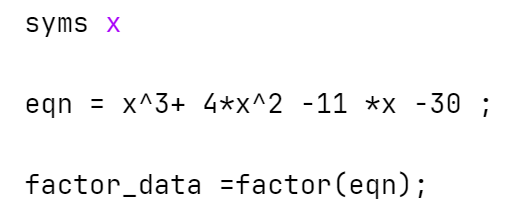 syms x
eqn = x^3+ 4*x^2 -11 *x -30 ;
factor_data =factor(eqn);